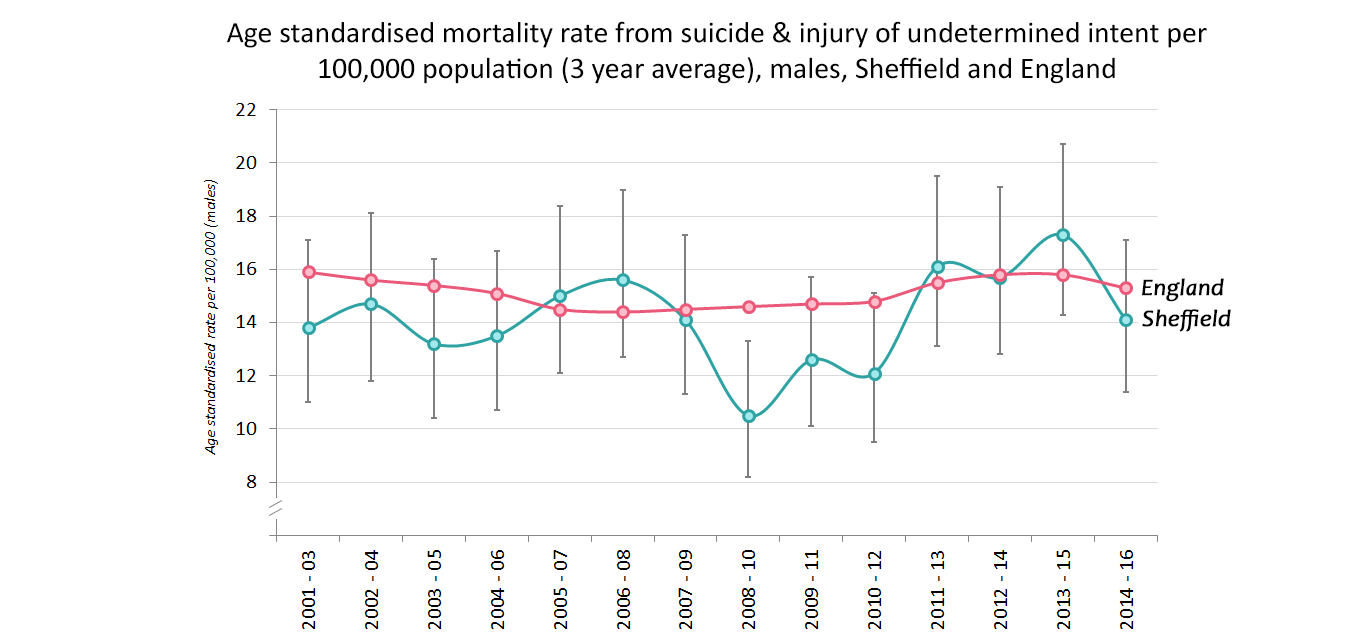 Age standardised mortality rate from suicide & injury of undetermined intent per
100,000 population (3 year average), males, Sheffield and England
Age standardised rate per 100,000 (males)
22
20
18
16
14
12
10
8
England
Sheffield
2001 - 03
2002 - 04
2003 - 05
2004 - 06
2005 - 07
2006 - 08
2007 - 09
2008 - 10
2009 - 11
2010 - 12
2011 - 13
2012 - 14
2013 - 15
2014 - 16